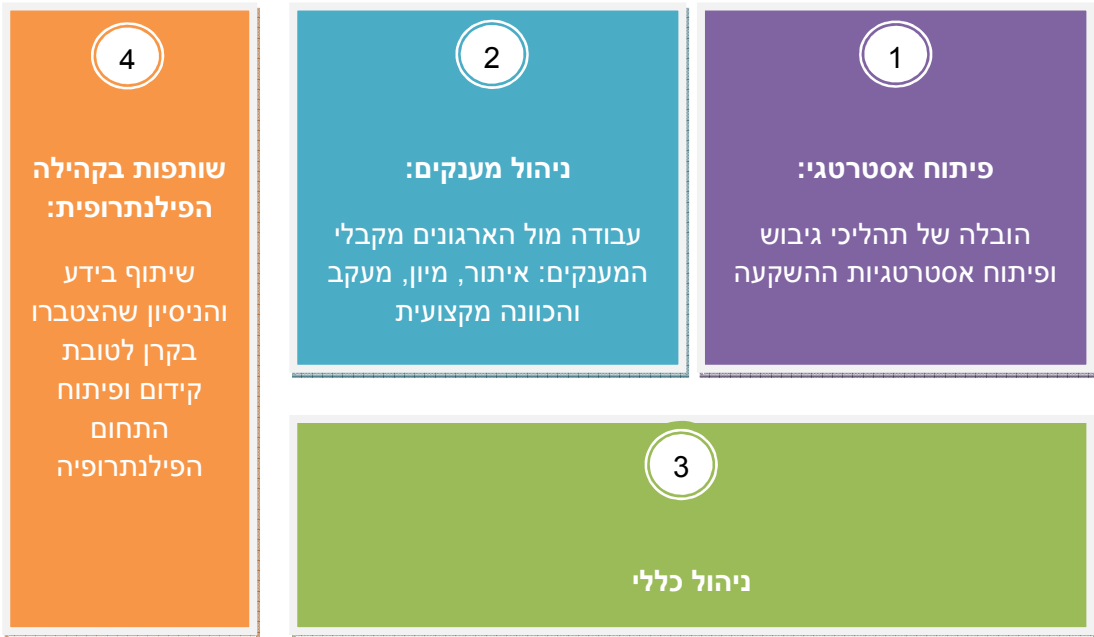 1
פיתוח אסטרטגי:
הובלה של תהליכי גיבוש
ופיתוח אסטרטגיות ההשקעה
2
ניהול מענקים:
עבודה מול הארגונים מקבלי
המענקים: איתור, מיון, מעקב
והכוונה מקצועית
3
ניהול כללי
4
שותפות בקהילה
הפילנתרופית:
שיתוף בידע
והניסיון שהצטברו
בקרן לטובת
קידום ופיתוח
התחום
הפילנתרופיה